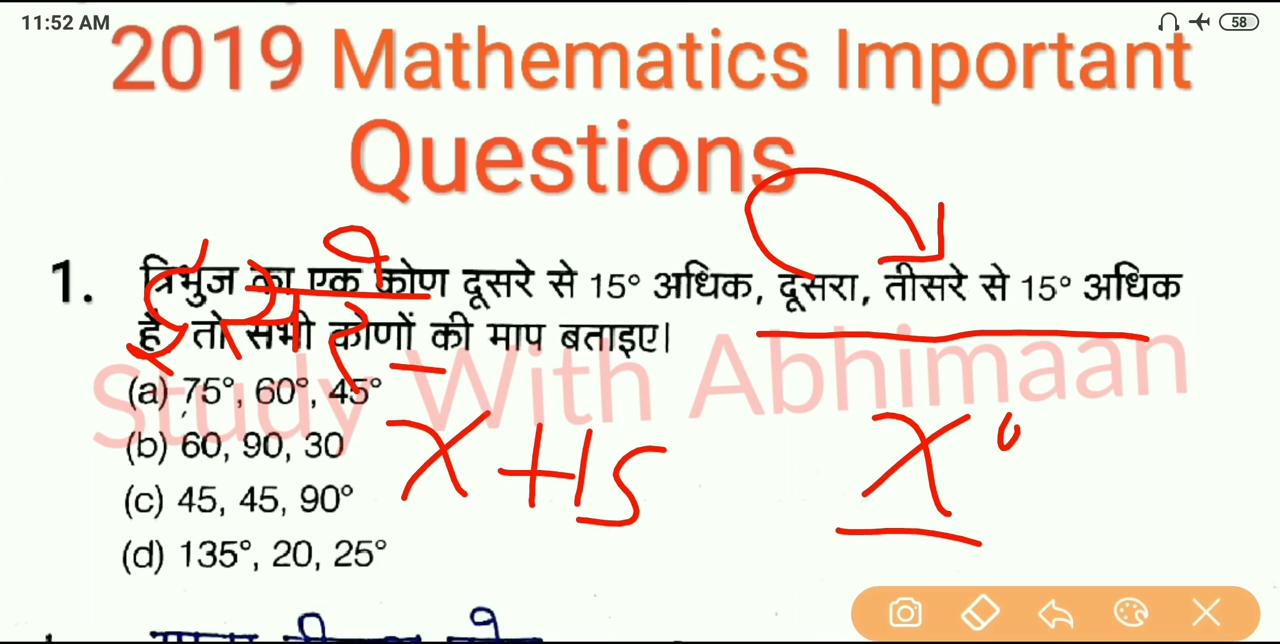 11:52 AM
58
2019 Mathematics Important
Questions
1. त्रिभुज का एक कोण दूसरे से 15° अधिक, दूसरा, तीसरे से 15° अधिक
है, तो सभी कोणों की माप बताइए।
Study With Abhimaan
(a) 75°, 60°, 45°
(b) 60, 90, 30
(c) 45, 45, 90°
(d) 135°, 20, 25°
x + 15
x°